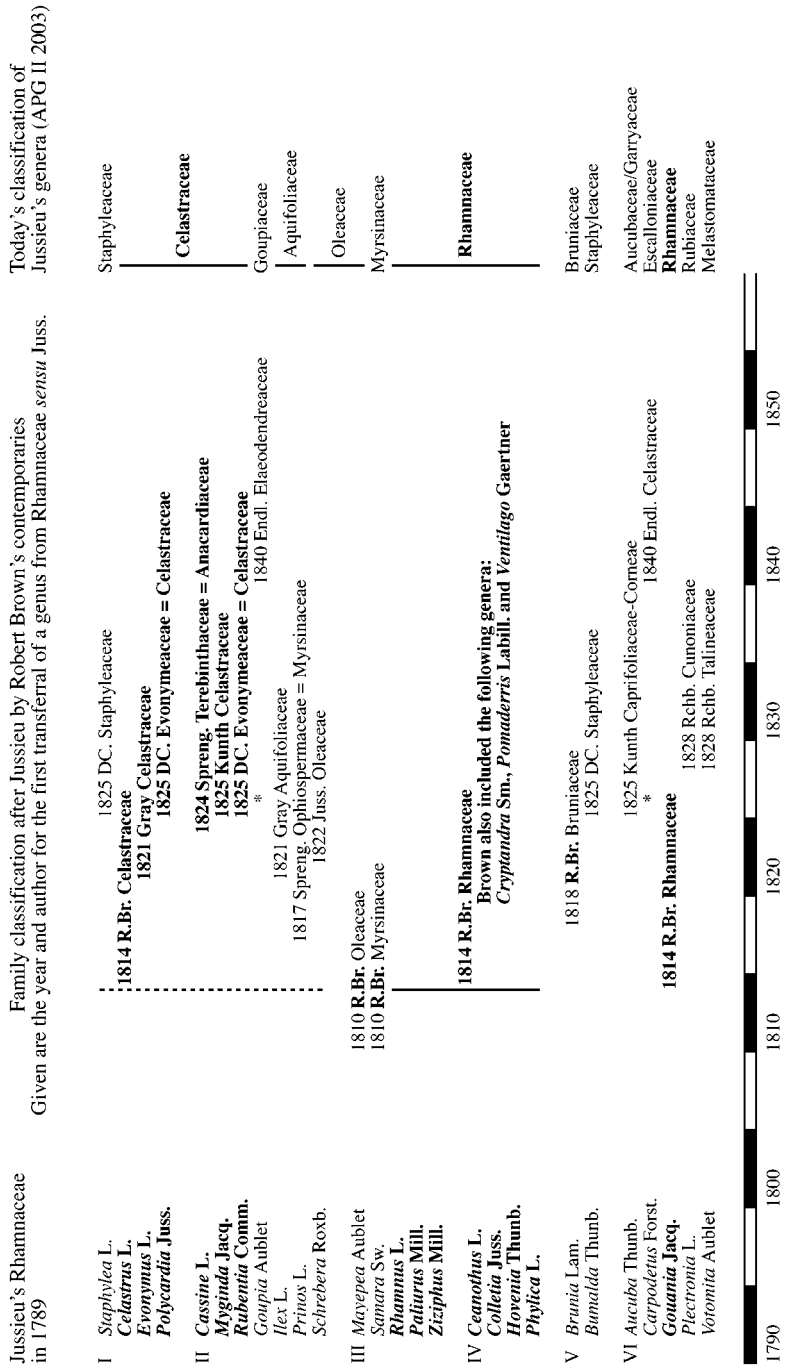 Jussieu's Rhamnaceae
in 1789
Family classification after Jussieu by Robert Brown's contemporaries
Given are the year and author for the first transferral of a genus from Rhamnaceae sensu Juss.
Today's classification of
Jussieu's genera (APG II 2003)
I Staphylea L. 1825 DC. Staphyleaceae Staphyleaceae
Celastrus L. 1814 R.Br. Celastraceae
Evonymus L. 1821 Gray Celastraceae
Polycardia Juss. 1825 DC. Evonymeaceae = Celastraceae
Celastraceae
II Cassine L. 1824 Spreng. Terebinthaceae = Anacardiaceae
Myginda Jacq. 1825 Kunth Celastraceae
Rubentia Comm. 1825 DC. Evonymeaceae = Celastraceae
Goupia Aublet * 1840 Endl. Elaeodendreaceae Goupiaceae
Ilex L. 1821 Gray Aquifoliaceae
Aquifoliaceae
Prinos L. 1817 Spreng. Ophiospermaceae = Myrsinaceae
Schrebera Roxb. 1822 Juss. Oleaceae
Oleaceae
III Mayepea Aublet 1810 R.Br. Oleaceae
Samara Sw. 1810 R.Br. Myrsinaceae Myrsinaceae
Rhamnus L.
Paliurus Mill.
Ziziphus Mill.
IV Ceanothus L. 1814 R.Br. Rhamnaceae Rhamnaceae
Colletia Juss. Brown also included the following genera:
Hovenia Thunb. Cryptandra Sm., Pomaderris Labill. and Ventilago Gaertner
Phylica L.
V Brunia Lam. 1818 R.Br. Bruniaceae Bruniaceae
Bumalda Thunb. 1825 DC. Staphyleaceae Staphyleaceae
VI Aucuba Thunb. 1825 Kunth Caprifoliaceae-Corneae Aucubaceae/Garryaceae
Carpodetus Forst. * 1840 Endl. Celastraceae Escalloniaceae
Gouania Jacq. 1814 R.Br. Rhamnaceae Rhamnaceae
Plectronia L. 1828 Rchb. Cunoniaceae Rubiaceae
Votomita Aublet 1828 Rchb. Talineaceae Melastomataceae
1790 1800 1810 1820 1830 1840 1850